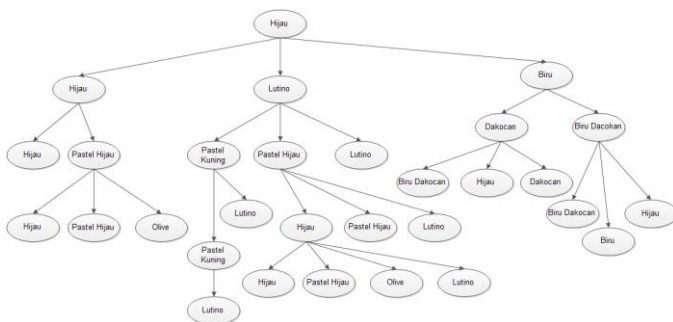 Hijau
Hijau
Lutino
Biru
Hijau
Pastel Hijau
Pastel
Kuning
Pastel Hijau
Lutino
Dakocan
Biru Dacokan
Biru Dakocan
Hijau
Dakocan
Hijau
Pastel Hijau
Olive
Lutino
Hijau
Pastel Hijau
Lutino
Biru Dakocan
Biru
Hijau
Pastel
Kuning
Hijau
Pastel Hijau
Olive
Lutino
Lutino